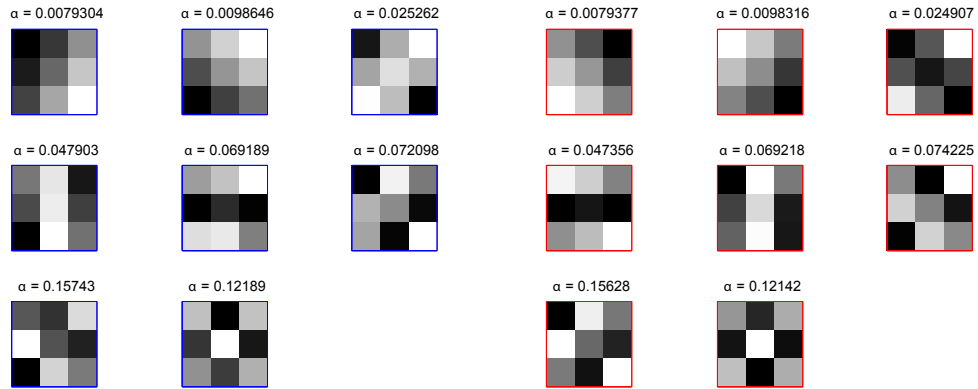 α = 0.0079304 α = 0.0098646 α = 0.025262 α = 0.0079377 α = 0.0098316 α = 0.024907
α = 0.047903 α = 0.069189 α = 0.072098 α = 0.047356 α = 0.069218 α = 0.074225
α = 0.15743 α = 0.12189 α = 0.15628 α = 0.12142